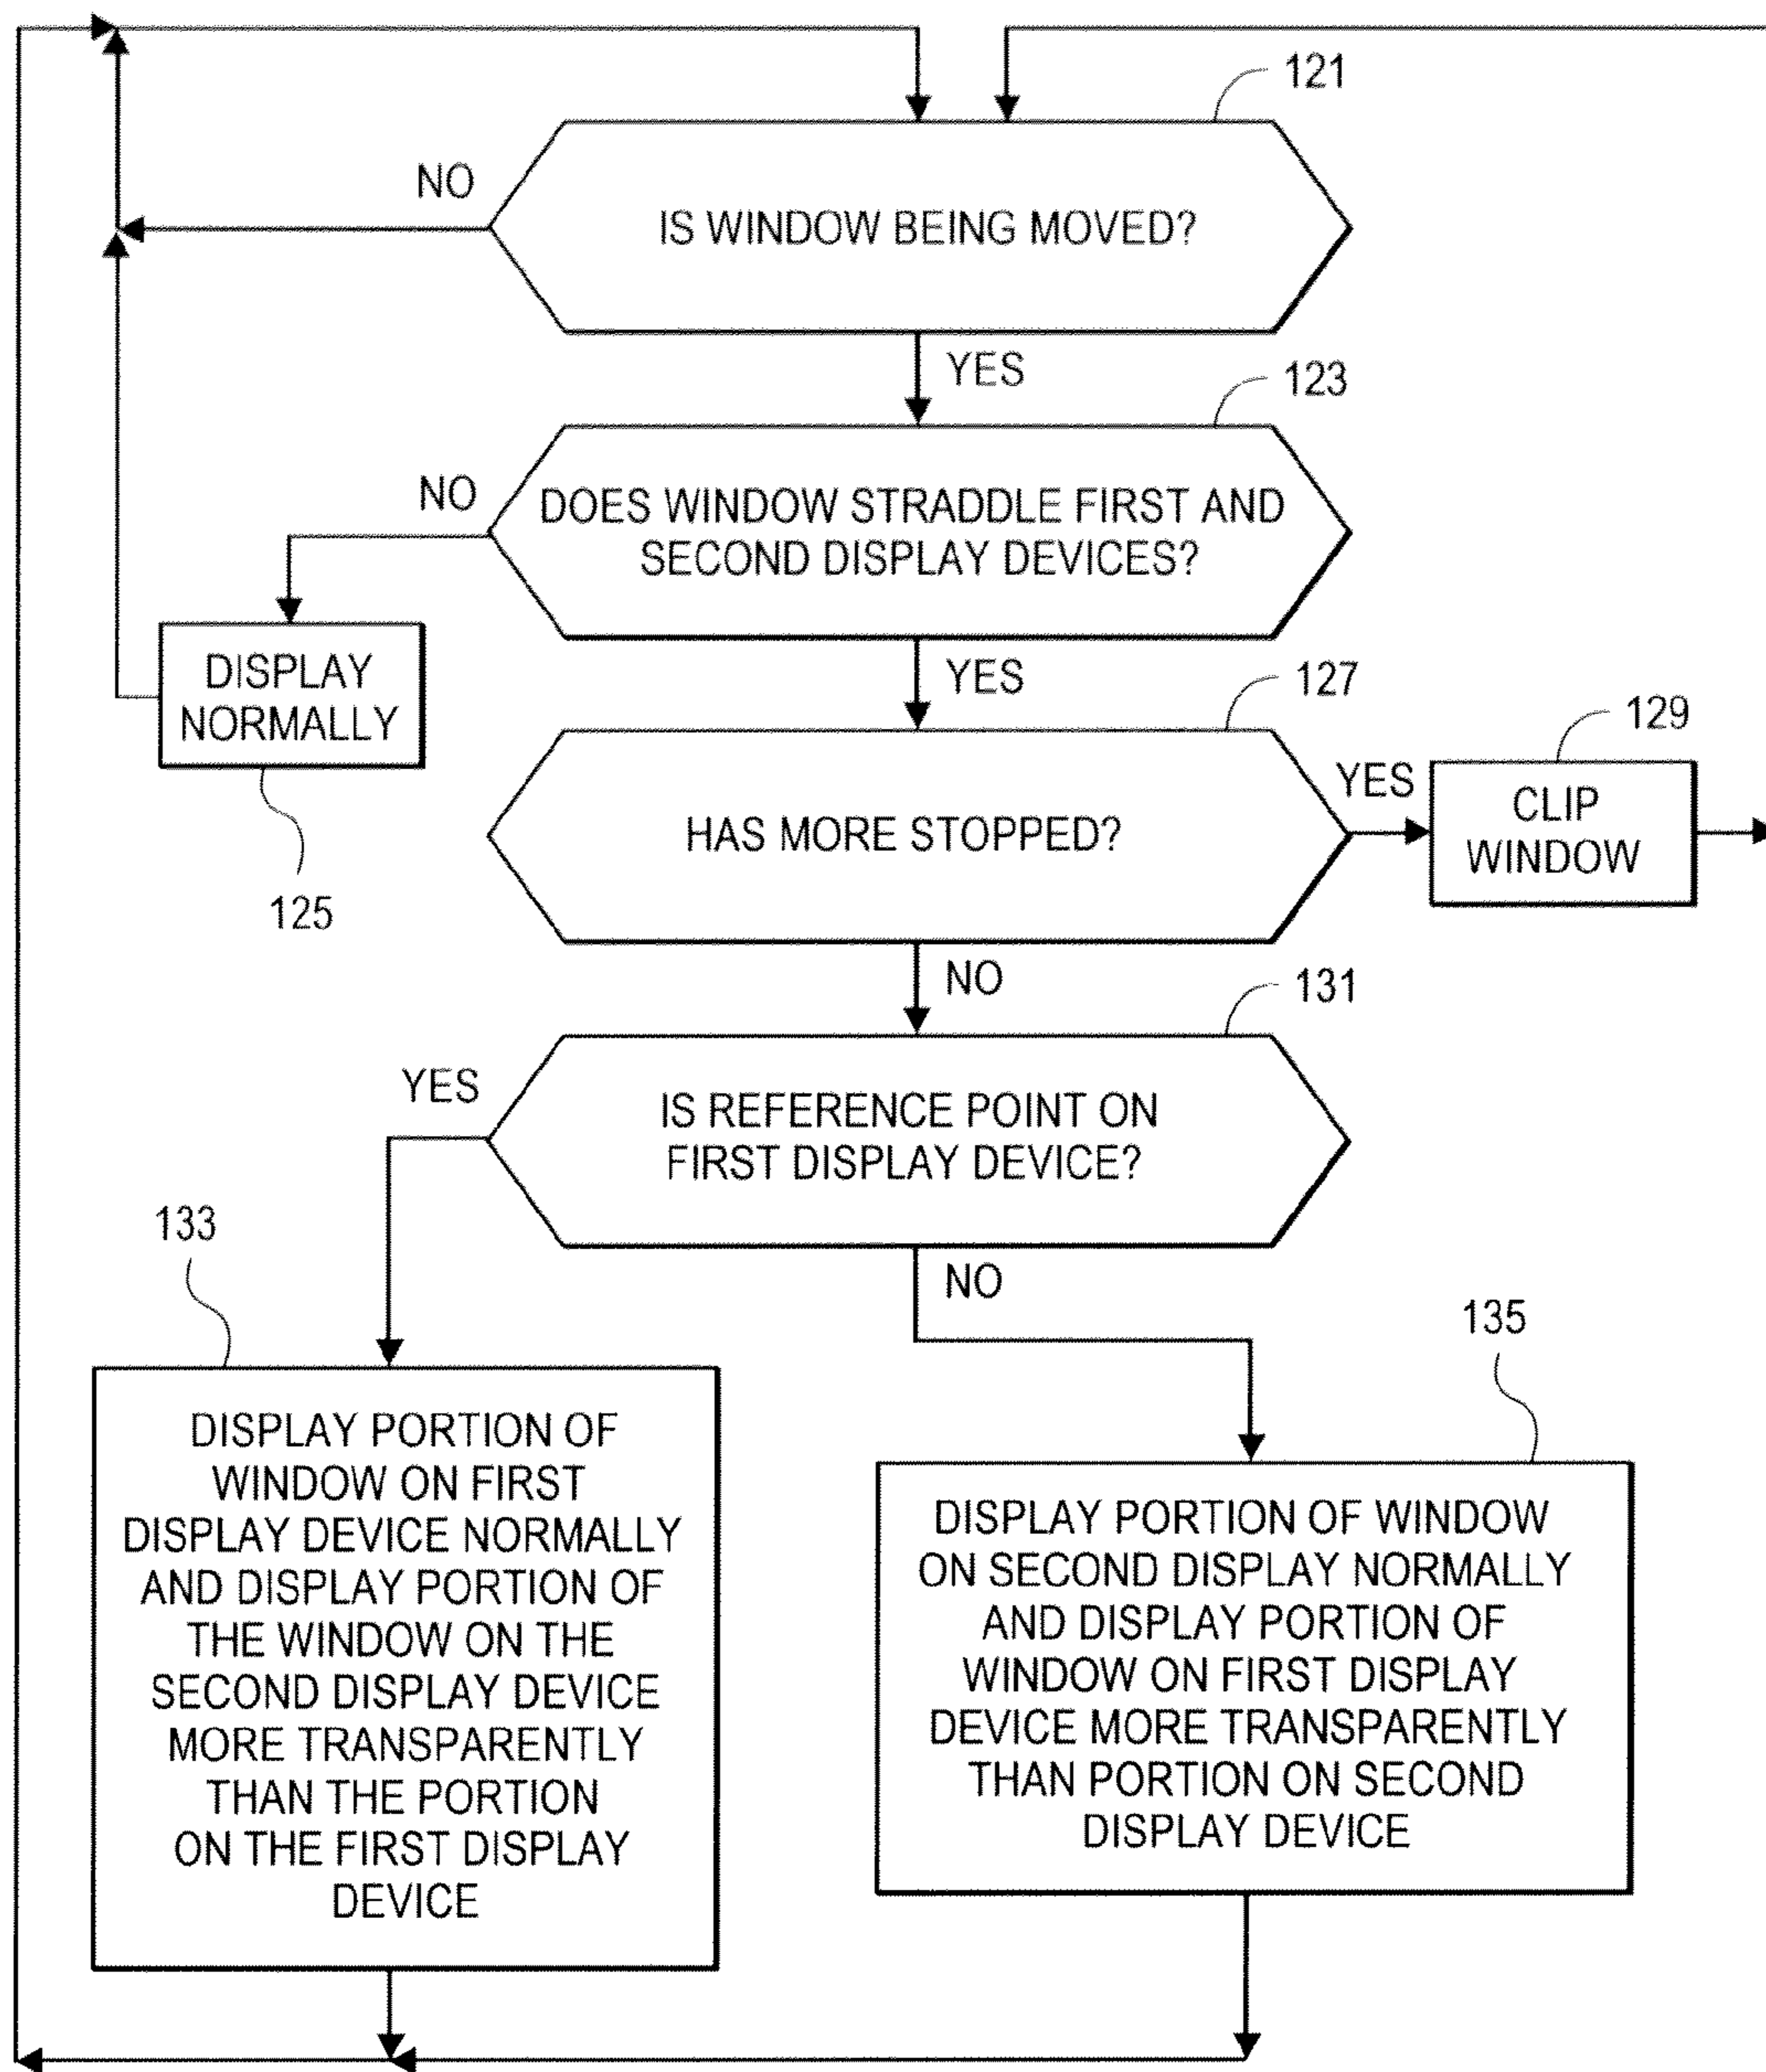 121
NO
IS WINDOW BEING MOVED?
YES
123
NO
DOES WINDOW STRADDLE FIRST AND
SECOND DISPLAY DEVICES?
DISPLAY
NORMALLY
125
YES
127
HAS MORE STOPPED?
YES
129
CLIP
WINDOW
NO
131
YES
IS REFERENCE POINT ON
FIRST DISPLAY DEVICE?
NO
133
DISPLAY PORTION OF
WINDOW ON FIRST
DISPLAY DEVICE NORMALLY
AND DISPLAY PORTION OF
THE WINDOW ON THE
SECOND DISPLAY DEVICE
MORE TRANSPARENTLY
THAN THE PORTION
ON THE FIRST DISPLAY
DEVICE
135
DISPLAY PORTION OF WINDOW
ON SECOND DISPLAY NORMALLY
AND DISPLAY PORTION OF
WINDOW ON FIRST DISPLAY
DEVICE MORE TRANSPARENTLY
THAN PORTION ON SECOND
DISPLAY DEVICE